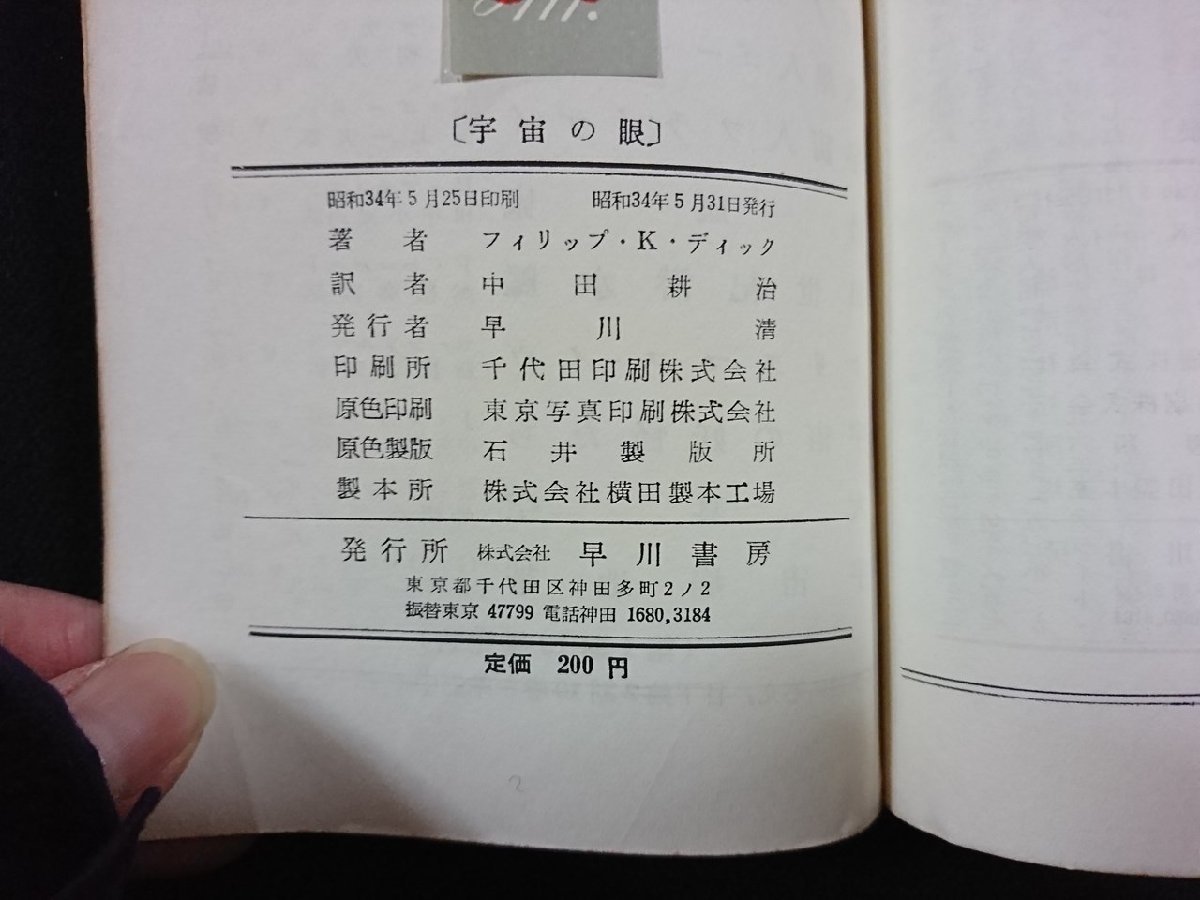 〔宇宙の眼〕
昭和34年5月25日印刷 昭和34年5月31日発行
著者 フィリップ・K・ディック
訳者 中田耕治
発行者 早川清
印刷所 千代田印刷株式会社
原色印刷 東京写真印刷株式会社
原色製版 石井製版所
製本所 株式会社横田製本工場
発行所 株式会社 早川書房
東京都千代田区神田多町2ノ2
振替東京 47799 電話神田 1680,3184
定価 200円
2